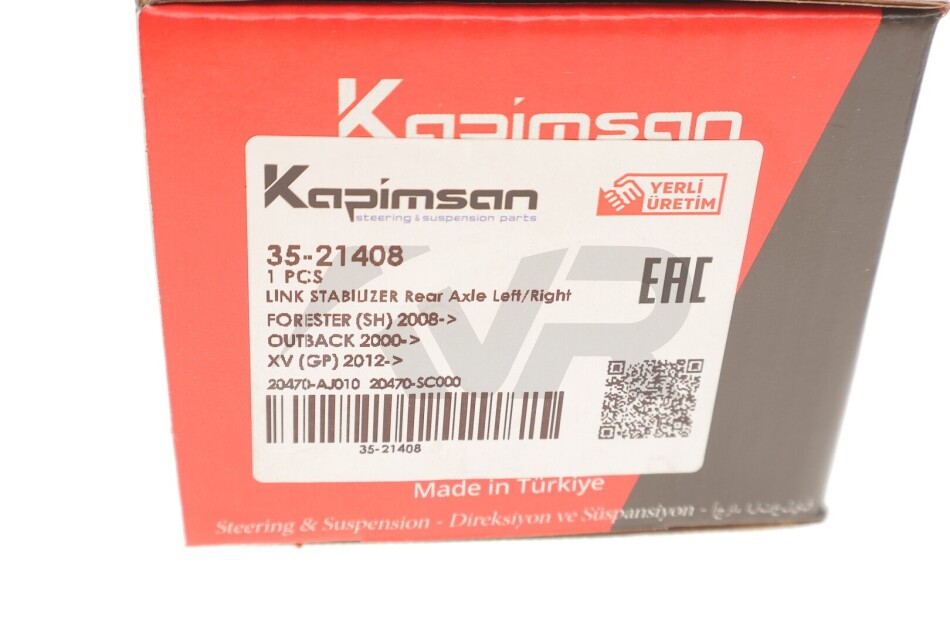 Kapimsan
Kapimsan
steering & suspension parts
YERLİ
ÜRETİM
35-21408
1 PCS
LINK STABILIZER Rear Axle Left/Right
EAC
FORESTER (SH) 2008->
OUTBACK 2000->
XV (GP) 2012->
20470-AJ010 20470-SC000
35-21408
VR
Made in Türkiye
Steering & Suspension - Direksiyon ve Süspansiyon -